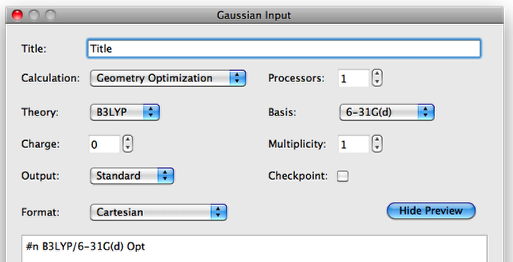 Gaussian Input
Title: Title
Calculation: Geometry Optimization Processors: 1
Theory: B3LYP Basis: 6-31G(d)
Charge: 0 Multiplicity: 1
Output: Standard Checkpoint:
Format: Cartesian Hide Preview
#n B3LYP/6-31G(d) Opt